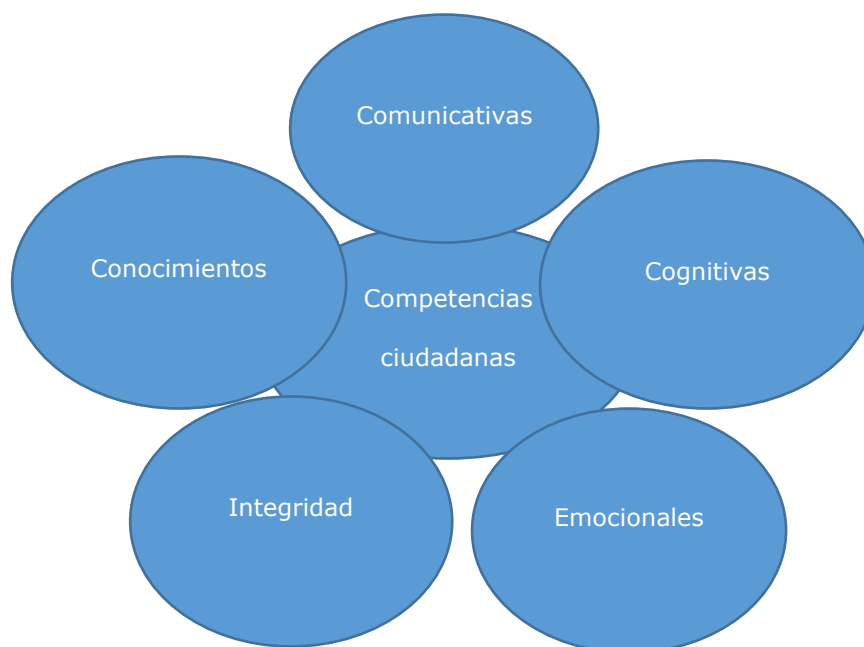 Comunicativas
Conocimientos
Cognitivas
Competencias
ciudadanas
Integridad
Emocionales